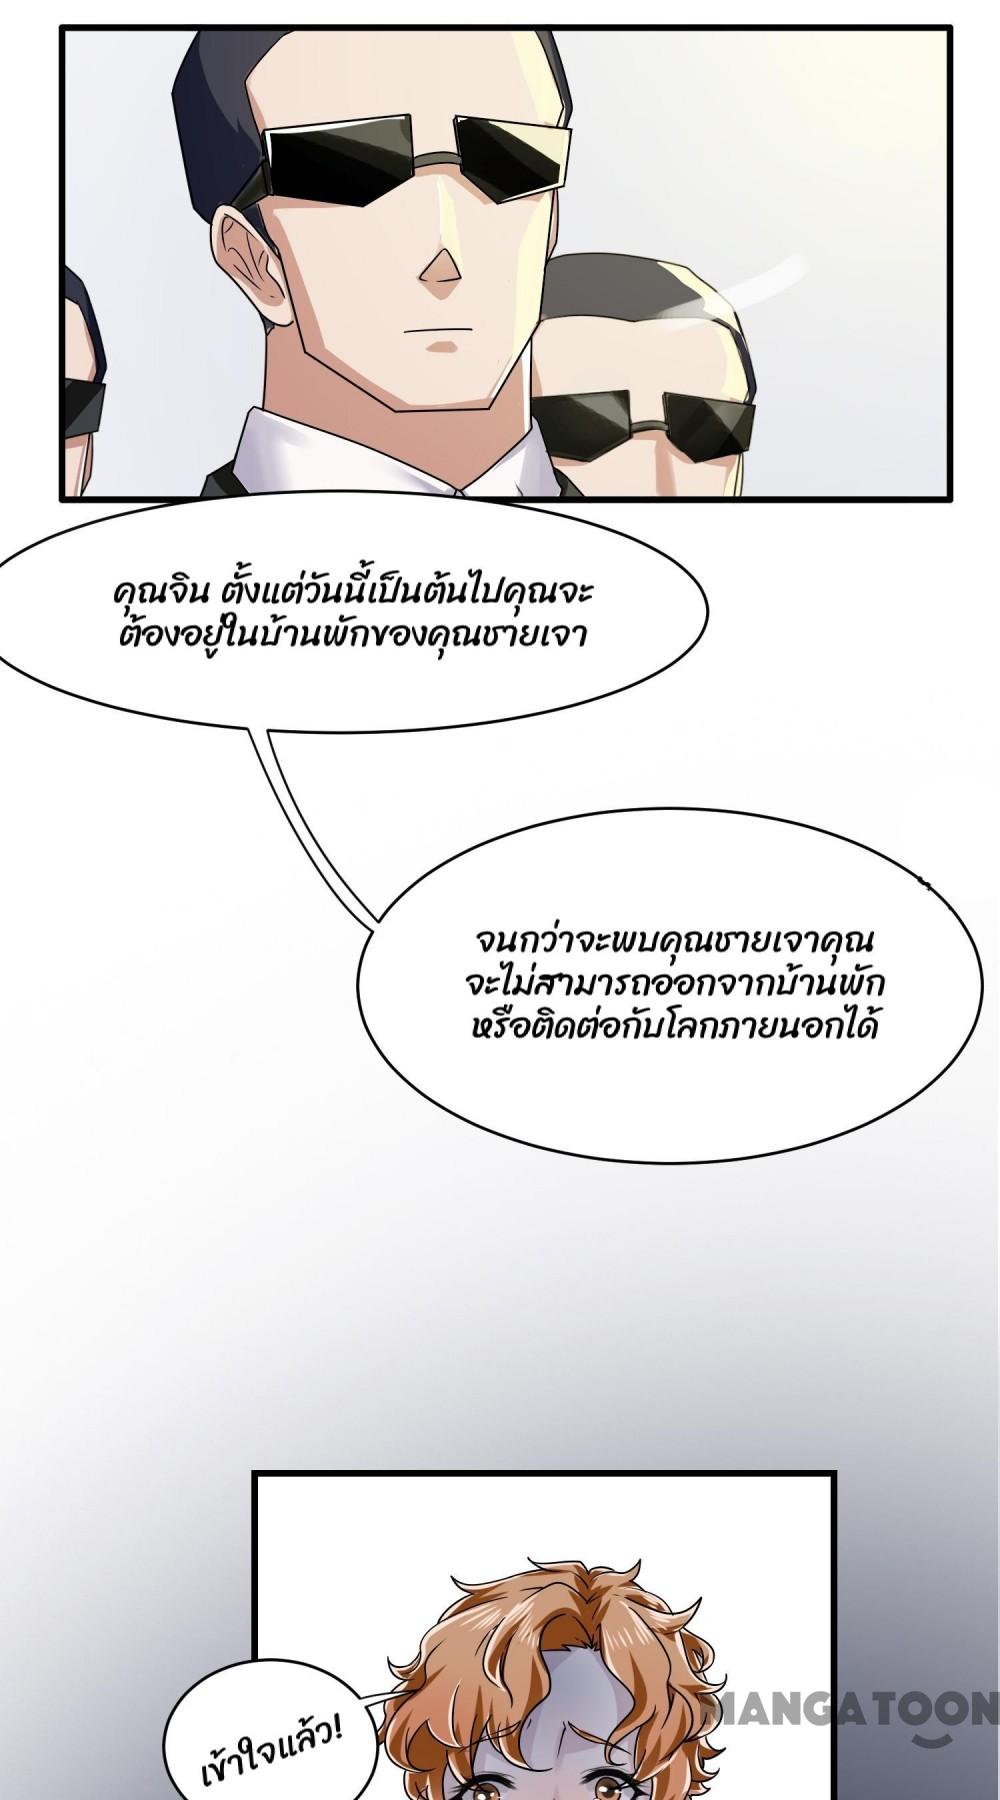 คุณจิน ตั้งแต่วันนี้เป็นต้นไปคุณจะ
ต้องอยู่ในบ้านพักของคุณชายเจา
จนกว่าจะพบคุณชายเจาคุณ
จะไม่สามารถออกจากบ้านพัก
หรือติดต่อกับโลกภายนอกได้
เข้าใจแล้ว!
MANGATOON